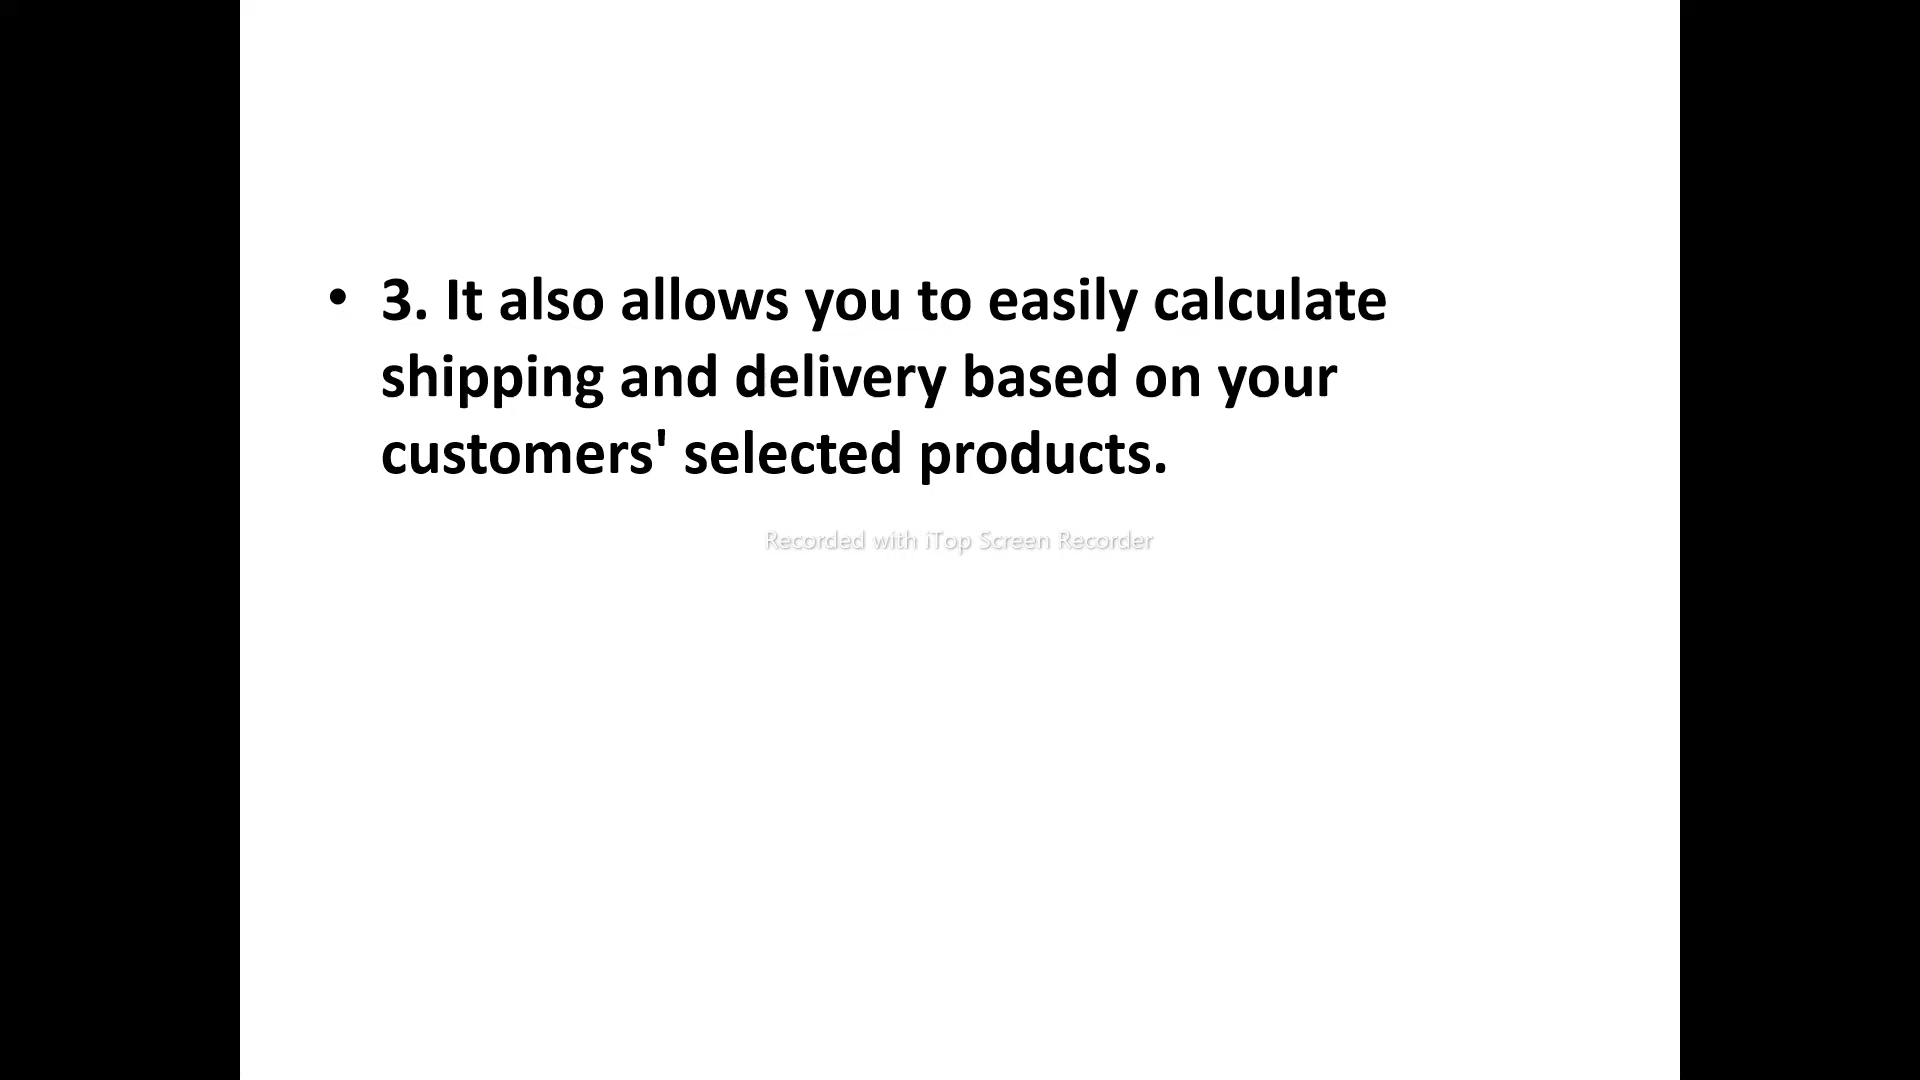 • 3. It also allows you to easily calculate
shipping and delivery based on your
customers' selected products.
Recorded with iTop Screen Recorder